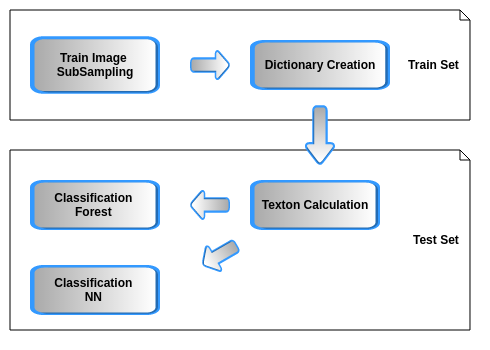 Train Image
SubSampling
Dictionary Creation
Train Set
Classification
Forest
Texton Calculation
Test Set
Classification
NN